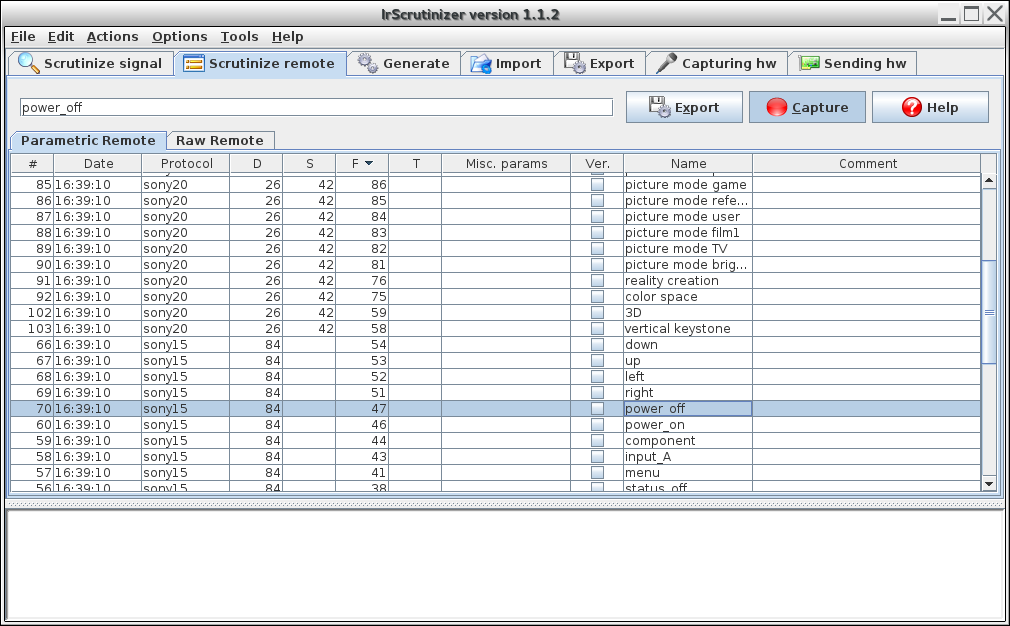 IrScrutinizer version 1.1.2
File Edit Actions Options Tools Help
Scrutinize signal Scrutinize remote Generate Import Export Capturing hw Sending hw
power_off Export Capture Help
Parametric Remote Raw Remote
# Date Protocol D S F T Misc. params Ver. Name Comment
85 16:39:10 sony20 26 42 86 picture mode game
86 16:39:10 sony20 26 42 85 picture mode refe...
87 16:39:10 sony20 26 42 84 picture mode user
88 16:39:10 sony20 26 42 83 picture mode film1
89 16:39:10 sony20 26 42 82 picture mode TV
90 16:39:10 sony20 26 42 81 picture mode brig...
91 16:39:10 sony20 26 42 76 reality creation
92 16:39:10 sony20 26 42 75 color space
102 16:39:10 sony20 26 42 59 3D
103 16:39:10 sony20 26 42 58 vertical keystone
66 16:39:10 sony15 84 54 down
67 16:39:10 sony15 84 53 up
68 16:39:10 sony15 84 52 left
69 16:39:10 sony15 84 51 right
70 16:39:10 sony15 84 47 power_off
60 16:39:10 sony15 84 46 power_on
59 16:39:10 sony15 84 44 component
58 16:39:10 sony15 84 43 input_A
57 16:39:10 sony15 84 41 menu
56 16:39:10 sony15 84 38 status_off